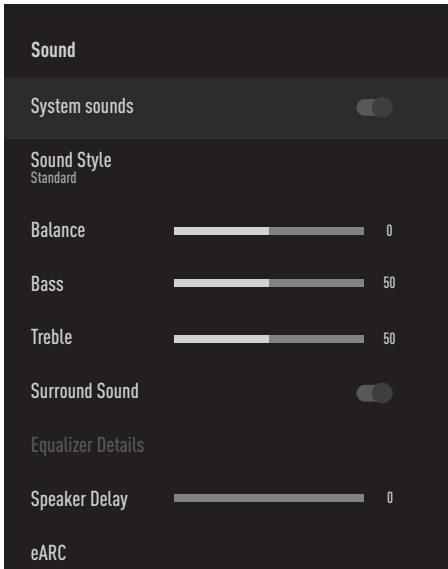 Sound
System sounds
Sound Style
Standard
Balance 0
Bass 50
Treble 50
Surround Sound
Equalizer Details
Speaker Delay 0
eARC